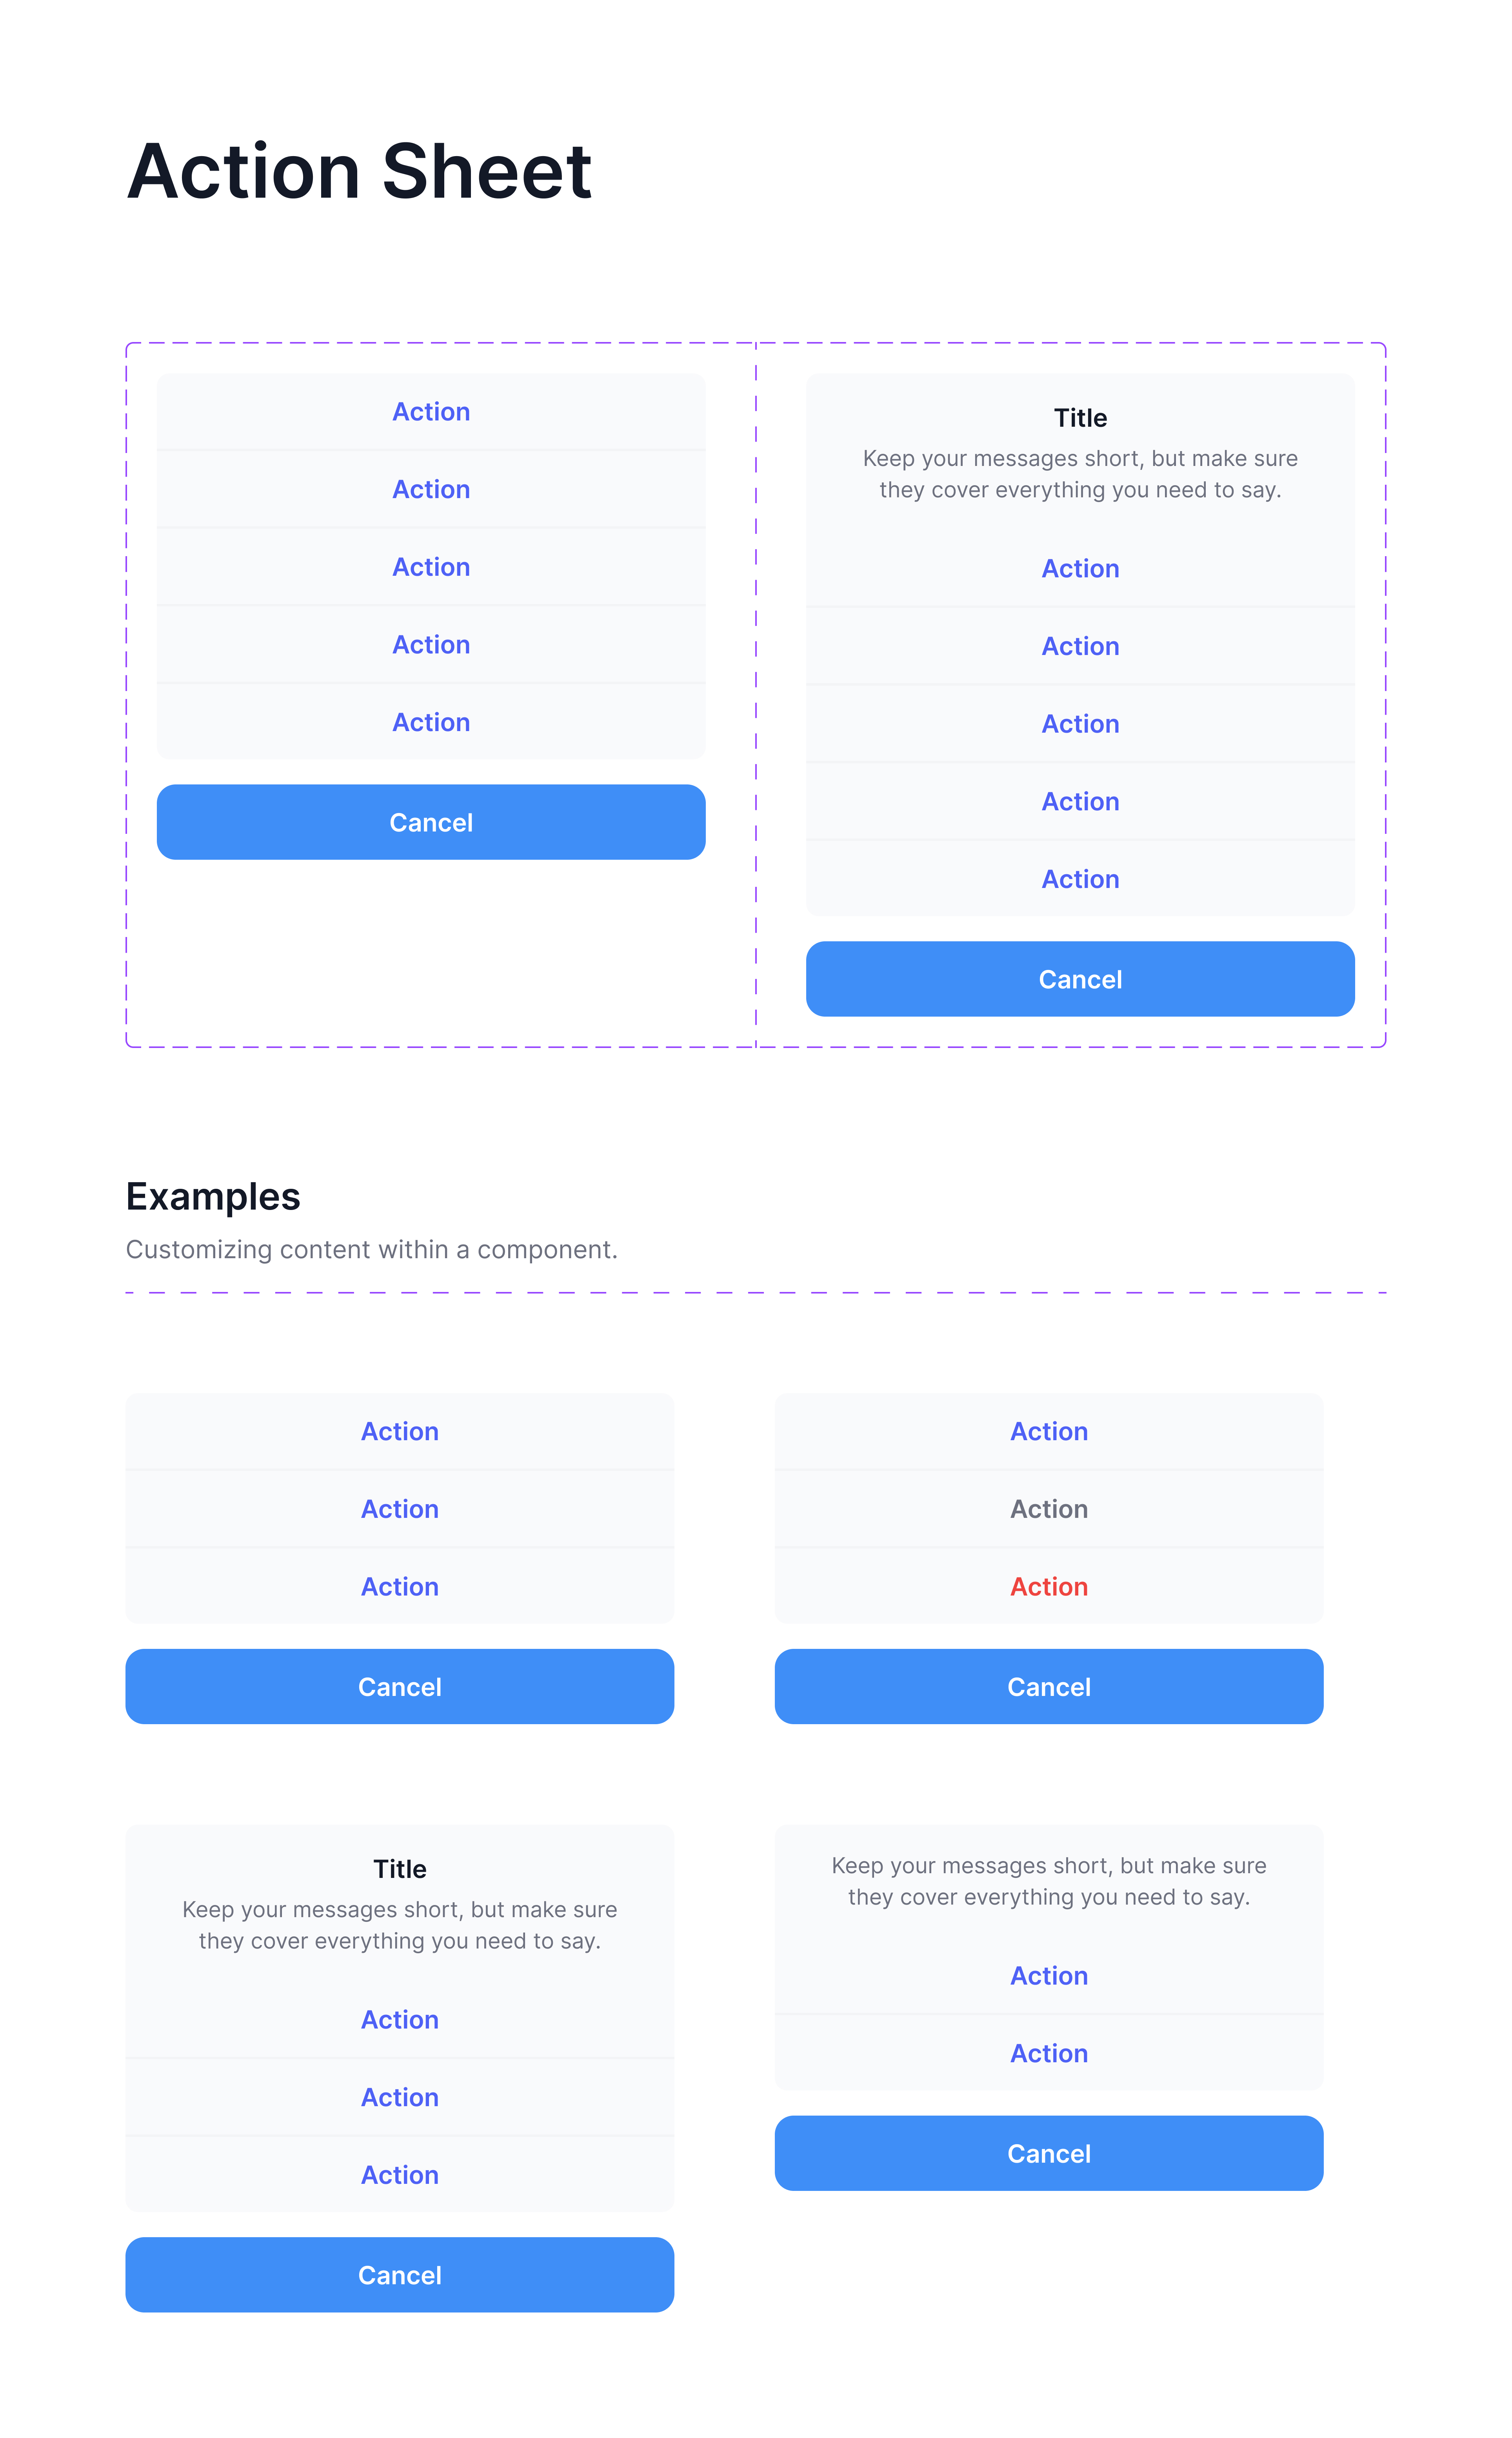 Action Sheet
Action
Action
Action
Action
Action
Cancel
Title
Keep your messages short, but make sure
they cover everything you need to say.
Action
Action
Action
Action
Action
Cancel
Examples
Customizing content within a component.
Action
Action
Action
Cancel
Action
Action
Action
Cancel
Title
Keep your messages short, but make sure
they cover everything you need to say.
Action
Action
Action
Cancel
Keep your messages short, but make sure
they cover everything you need to say.
Action
Action
Cancel